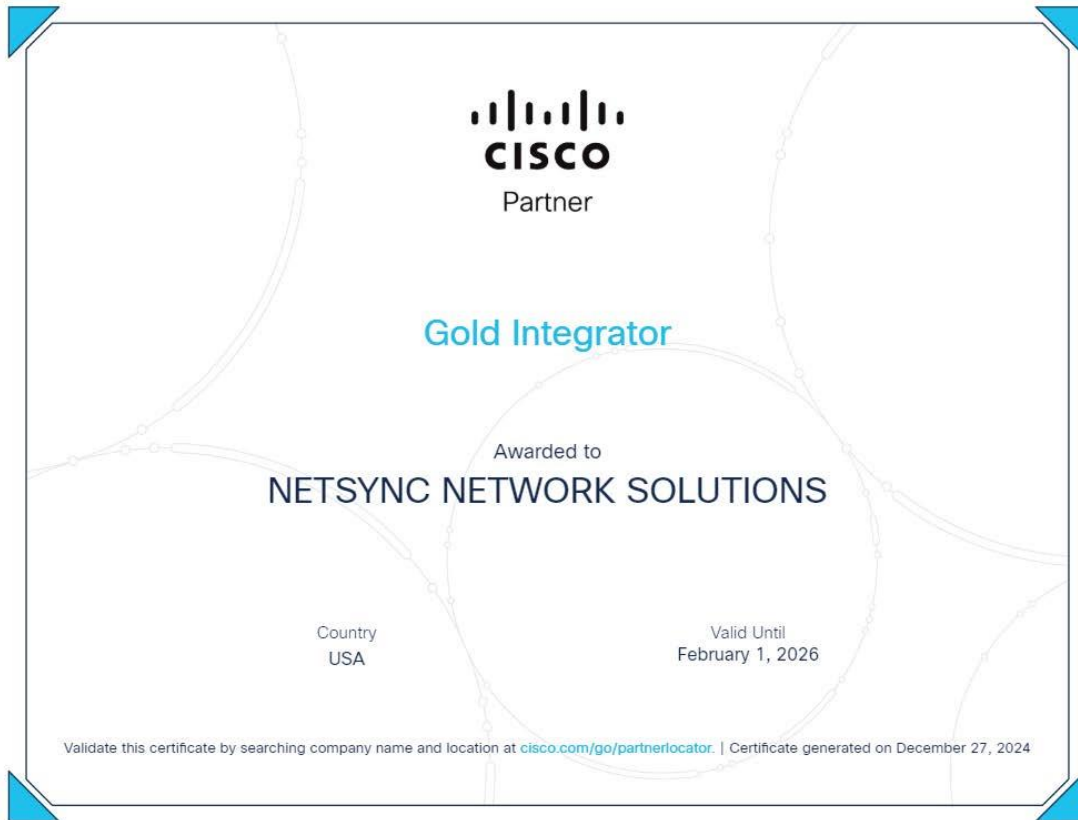 CISCO
Partner
Gold Integrator
Awarded to
NETSYNC NETWORK SOLUTIONS
Country
USA
Valid Until
February 1, 2026
Validate this certificate by searching company name and location at cisco.com/go/partnerlocator. | Certificate generated on December 27, 2024